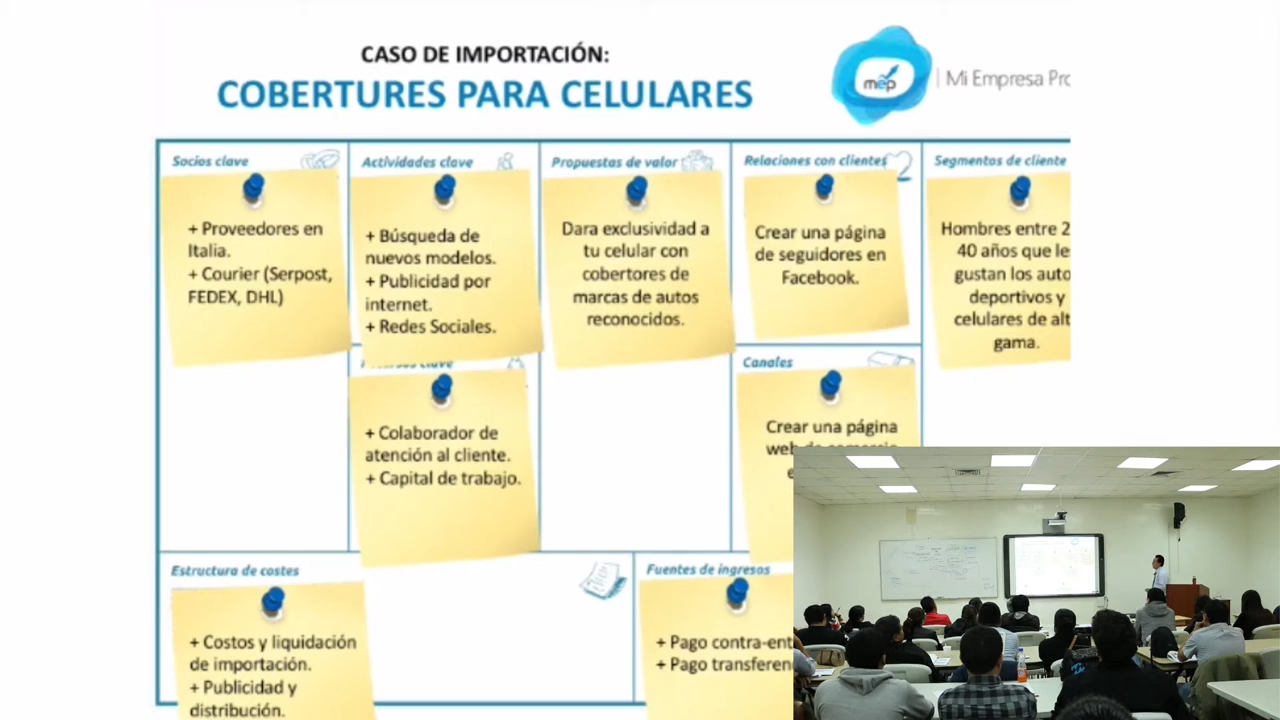 CASO DE IMPORTACIÓN:
COBERTURES PARA CELULARES
mep
Mi Empresa Pro
Socios clave
+ Proveedores en
Italia.
+ Courier (Serpost,
FEDEX, DHL)
Actividades clave
+ Búsqueda de
nuevos modelos.
+ Publicidad por
internet.
+ Redes Sociales.
clave
+ Colaborador de
atención al cliente.
+ Capital de trabajo.
Propuestas de valor
Dara exclusividad a
tu celular con
cobertores de
marcas de autos
reconocidos.
Relaciones con clientes
Crear una página
de seguidores en
Facebook.
Canales
Crear una página
web de
Segmentos de cliente
Hombres entre 2
40 años que les
gustan los auto
deportivos y
celulares de alt
gama.
Estructura de costes
+ Costos y liquidación
de importación.
+ Publicidad y
distribución.
Fuentes de ingresos
+ Pago contra-ent
+ Pago transferen